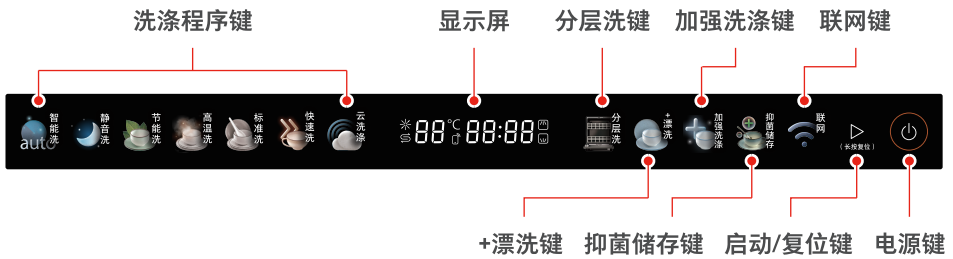 洗涤程序键 显示屏 分层洗键 加强洗涤键 联网键
auto 智能洗 静音洗 节能洗 高温洗 标准洗 快速洗 云洗涤 88℃ 88:88 分层洗 +漂洗 加强洗涤 抑菌储存 联网 (长按复位)
+漂洗键 抑菌储存键 启动/复位键 电源键